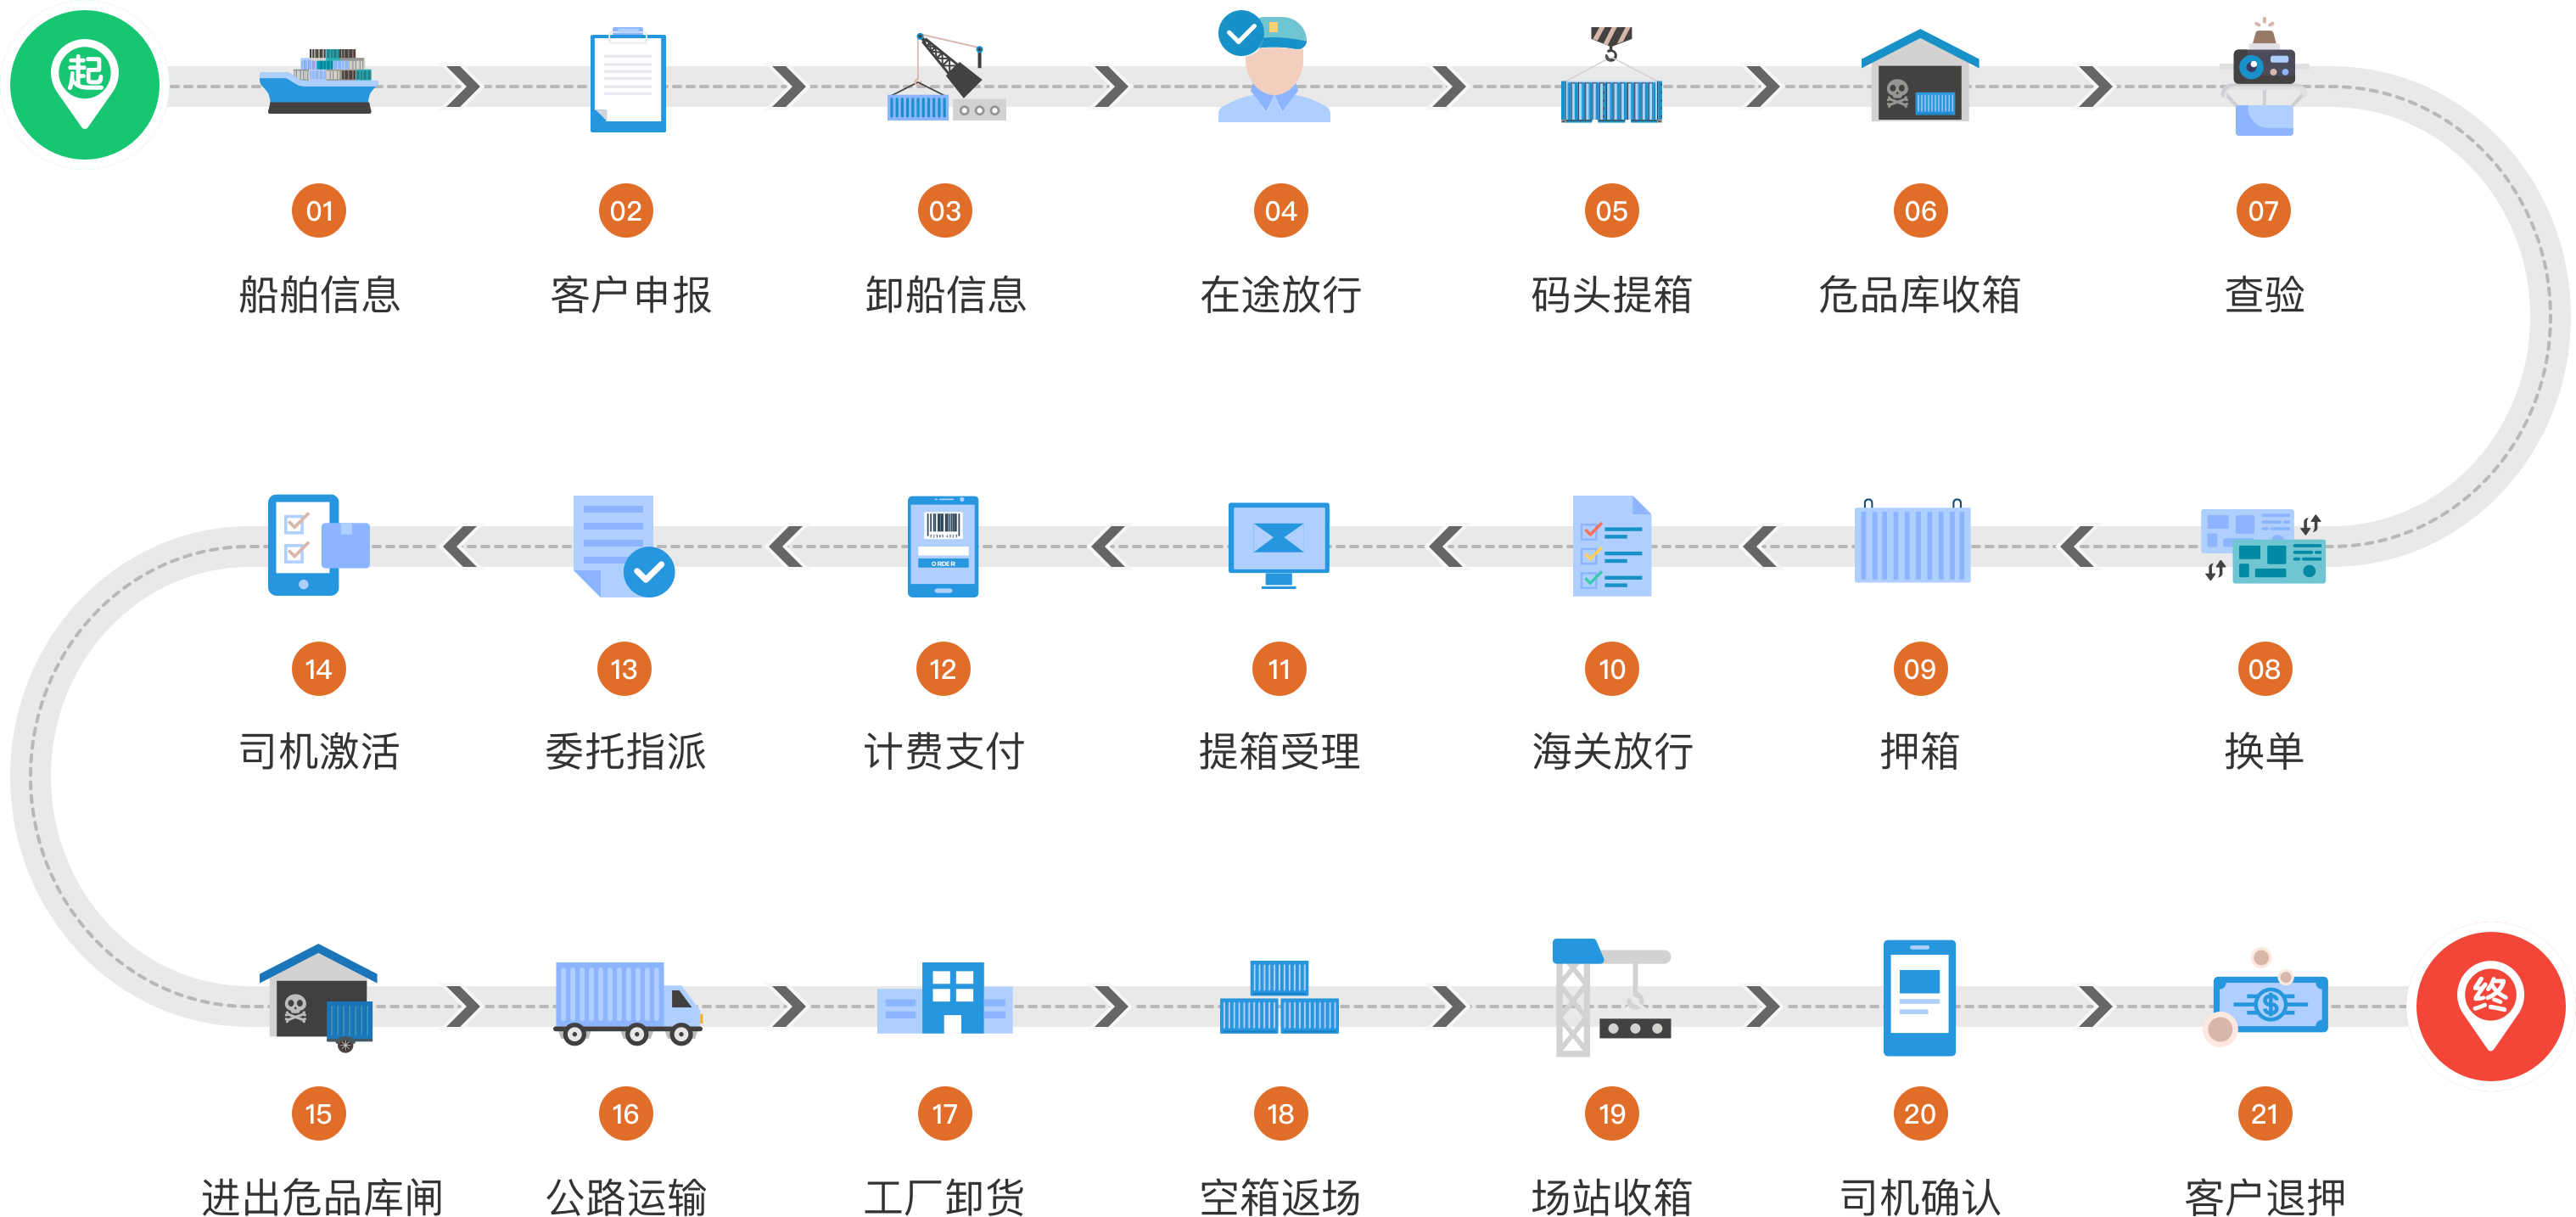 起
01
船舶信息
02
客户申报
03
卸船信息
04
在途放行
05
码头提箱
06
危品库收箱
07
查验
08
换单
09
押箱
10
海关放行
11
提箱受理
12
计费支付
ORDER
13
委托指派
14
司机激活
15
进出危品库闸
16
公路运输
17
工厂卸货
18
空箱返场
19
场站收箱
20
司机确认
21
客户退押
终